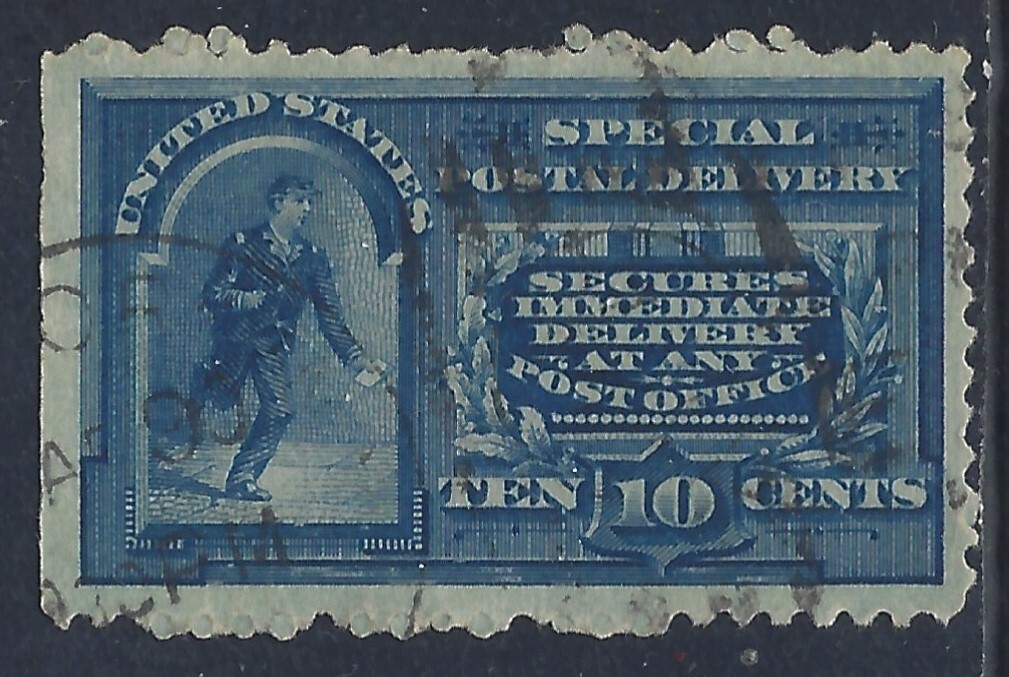 UNITED STATES
SPECIAL
POSTAL DELIVERY
SECURES
IMMEDIATE
DELIVERY
AT ANY
POST OFFICE
TEN 10 CENTS